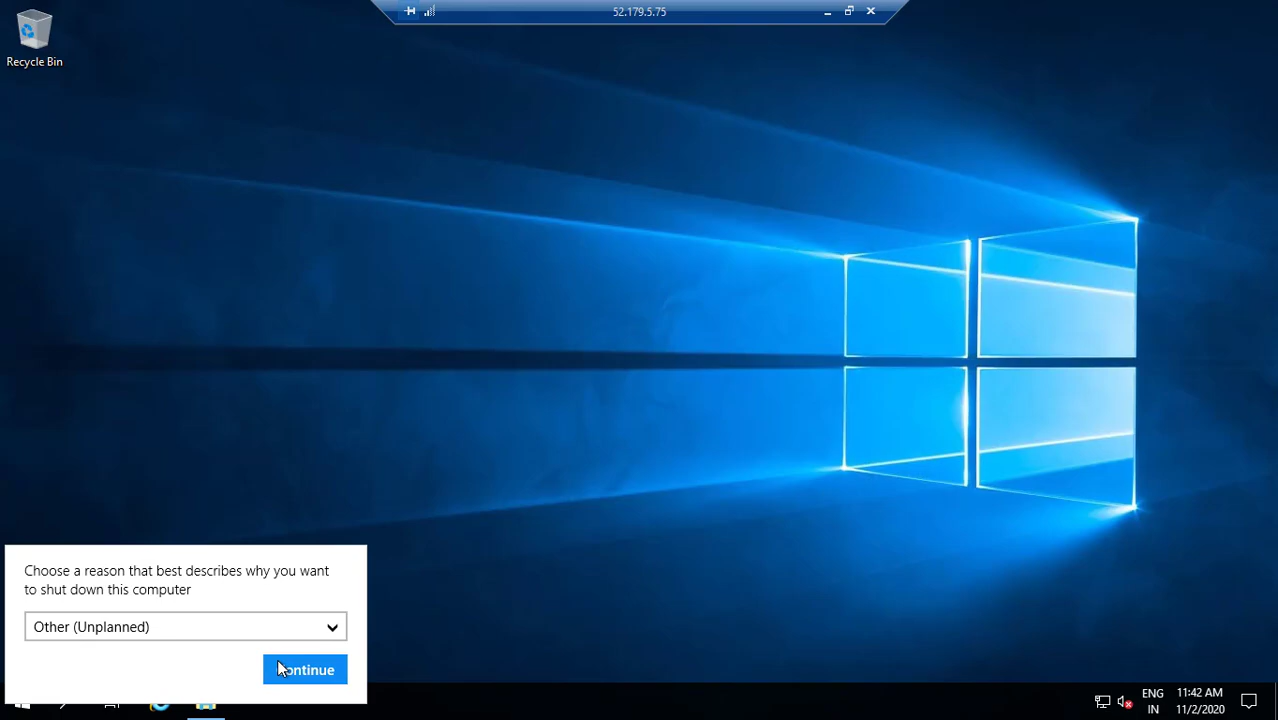 52.179.5.75
Recycle Bin
Choose a reason that best describes why you want
to shut down this computer
Other (Unplanned)
Continue
ENG
IN
11:42 AM
11/2/2020